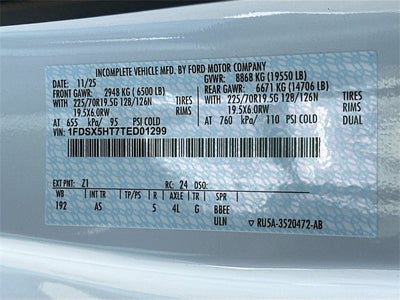 INCOMPLETE VEHICLE MFD. BY FORD MOTOR COMPANY
11/25 GVWR: 8868 KG (19550 LB)
FRONT GAWR: 2948 KG (6500 LB) REAR GAWR: 6671 KG (14706 LB)
225/70R19.5G 128/126N TIRES WITH 225/70R19.5G 128/126N TIRES
19.5X6.0RW RIMS 19.5X6.0RW RIMS
AT 655 kPa/ 95 PSI COLD AT 760 kPa/ 110 PSI COLD DUAL
VIN: 1FDSX5HT7TED01299
EXT PNT: Z1 RC: 24 DSO:
WB INT TR TP/PS R AXLE TR SPR
192 AS 5 4L G BBEE
ULN RU5A-3520472-AB